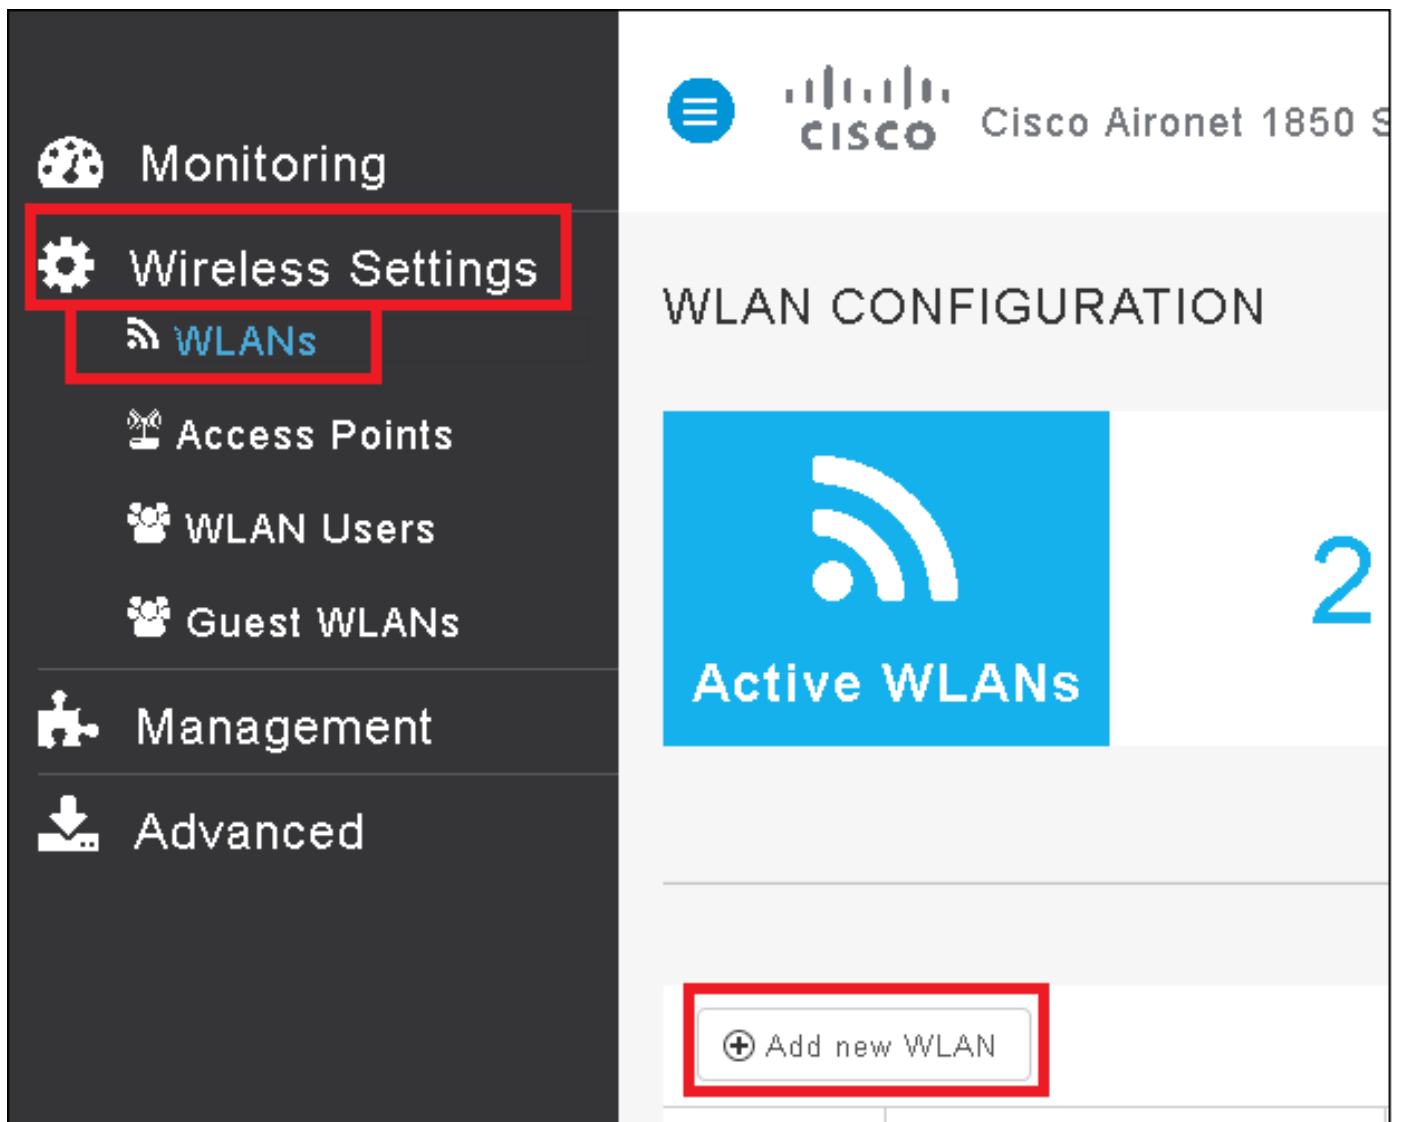 Monitoring
Wireless Settings
WLANs
Access Points
WLAN Users
Guest WLANs
Management
Advanced
CISCO
Cisco Aironet 1850 S
WLAN CONFIGURATION
Active WLANs
2
Add new WLAN